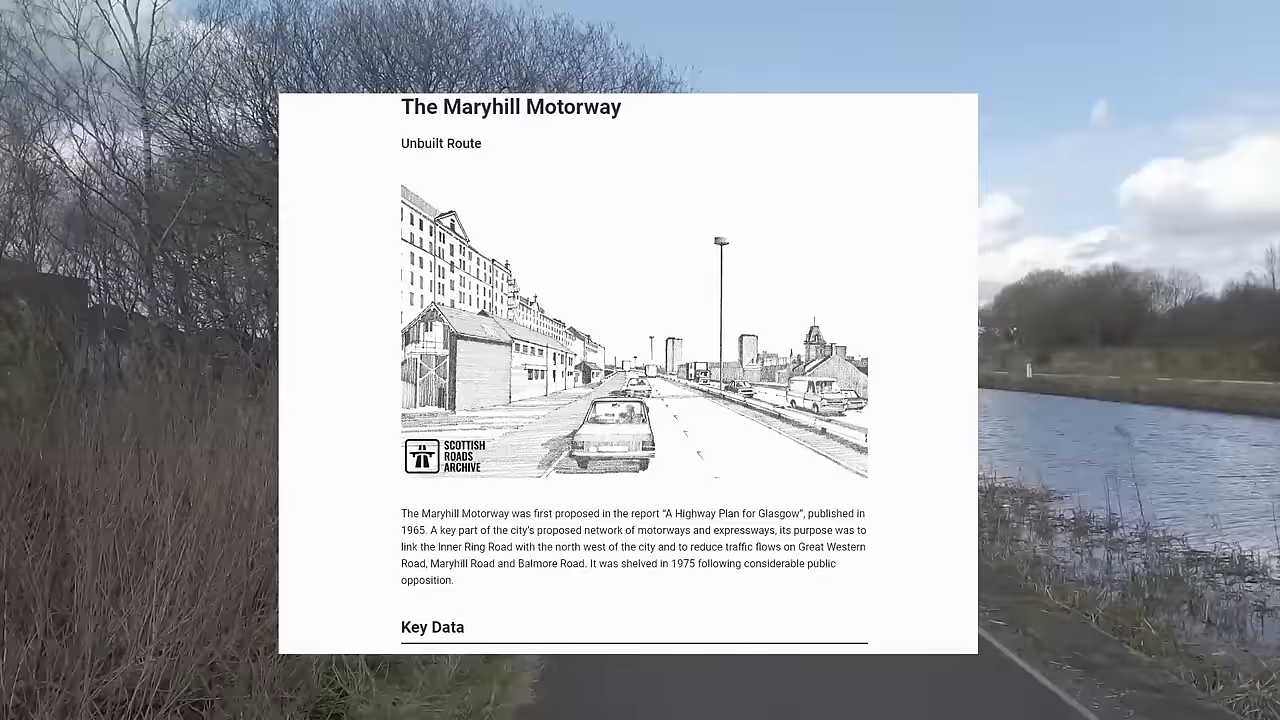 The Maryhill Motorway
Unbuilt Route
SCOTTISH
ROADS
ARCHIVE
The Maryhill Motorway was first proposed in the report “A Highway Plan for Glasgow”, published in
1965. A key part of the city’s proposed network of motorways and expressways, its purpose was to
link the Inner Ring Road with the north west of the city and to reduce traffic flows on Great Western
Road, Maryhill Road and Balmore Road. It was shelved in 1975 following considerable public
opposition.
Key Data